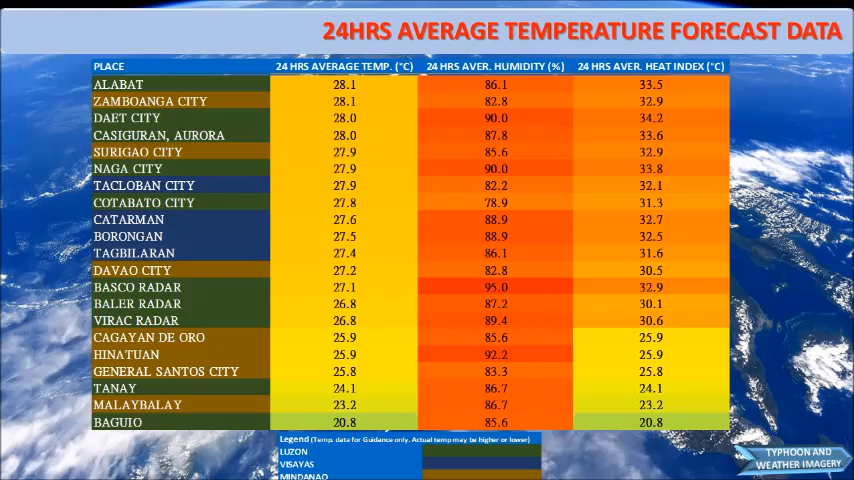 24HRS AVERAGE TEMPERATURE FORECAST DATA
PLACE 24 HRS AVERAGE TEMP. (°C) 24 HRS AVER. HUMIDITY (%) 24 HRS AVER. HEAT INDEX (°C)
ALABAT 28.1 86.1 33.5
ZAMBOANGA CITY 28.1 82.8 32.9
DAET CITY 28.0 90.0 34.2
CASIGURAN, AURORA 28.0 87.8 33.6
SURIGAO CITY 27.9 85.6 32.9
NAGA CITY 27.9 90.0 33.8
TACLOBAN CITY 27.9 82.2 32.1
COTABATO CITY 27.8 78.9 31.3
CATARMAN 27.6 88.9 32.7
BORONGAN 27.5 88.9 32.5
TAGBILARAN 27.4 86.1 31.6
DAVAO CITY 27.2 82.8 30.5
BASCO RADAR 27.1 95.0 32.9
BALER RADAR 26.8 87.2 30.1
VIRAC RADAR 26.8 89.4 30.6
CAGAYAN DE ORO 25.9 85.6 25.9
HINATUAN 25.9 92.2 25.9
GENERAL SANTOS CITY 25.8 83.3 25.8
TANAY 24.1 86.7 24.1
MALAYBALAY 23.2 86.7 23.2
BAGUIO 20.8 85.6 20.8
Legend (Temp. data for Guidance only. Actual temp may be higher or lower)
LUZON
VISAYAS
MINDANAO
TYPHOON AND
WEATHER IMAGERY